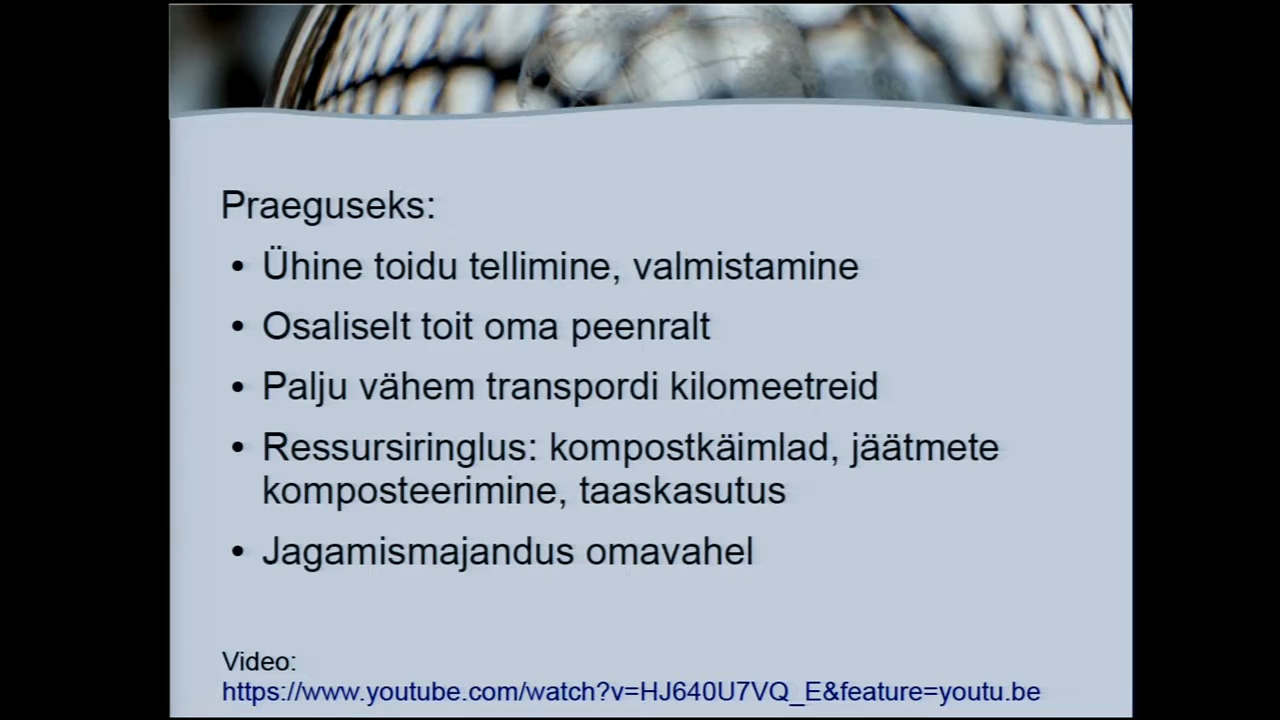 Praeguseks:
• Ühine toidu tellimine, valmistamine
• Osaliselt toit oma peenralt
• Palju vähem transpordi kilomeetreid
• Ressursiringlus: kompostkäimlad, jäätmete
komposteerimine, taaskasutus
• Jagamismajandus omavahel
Video:
https://www.youtube.com/watch?v=HJ640U7VQ_E&feature=youtu.be